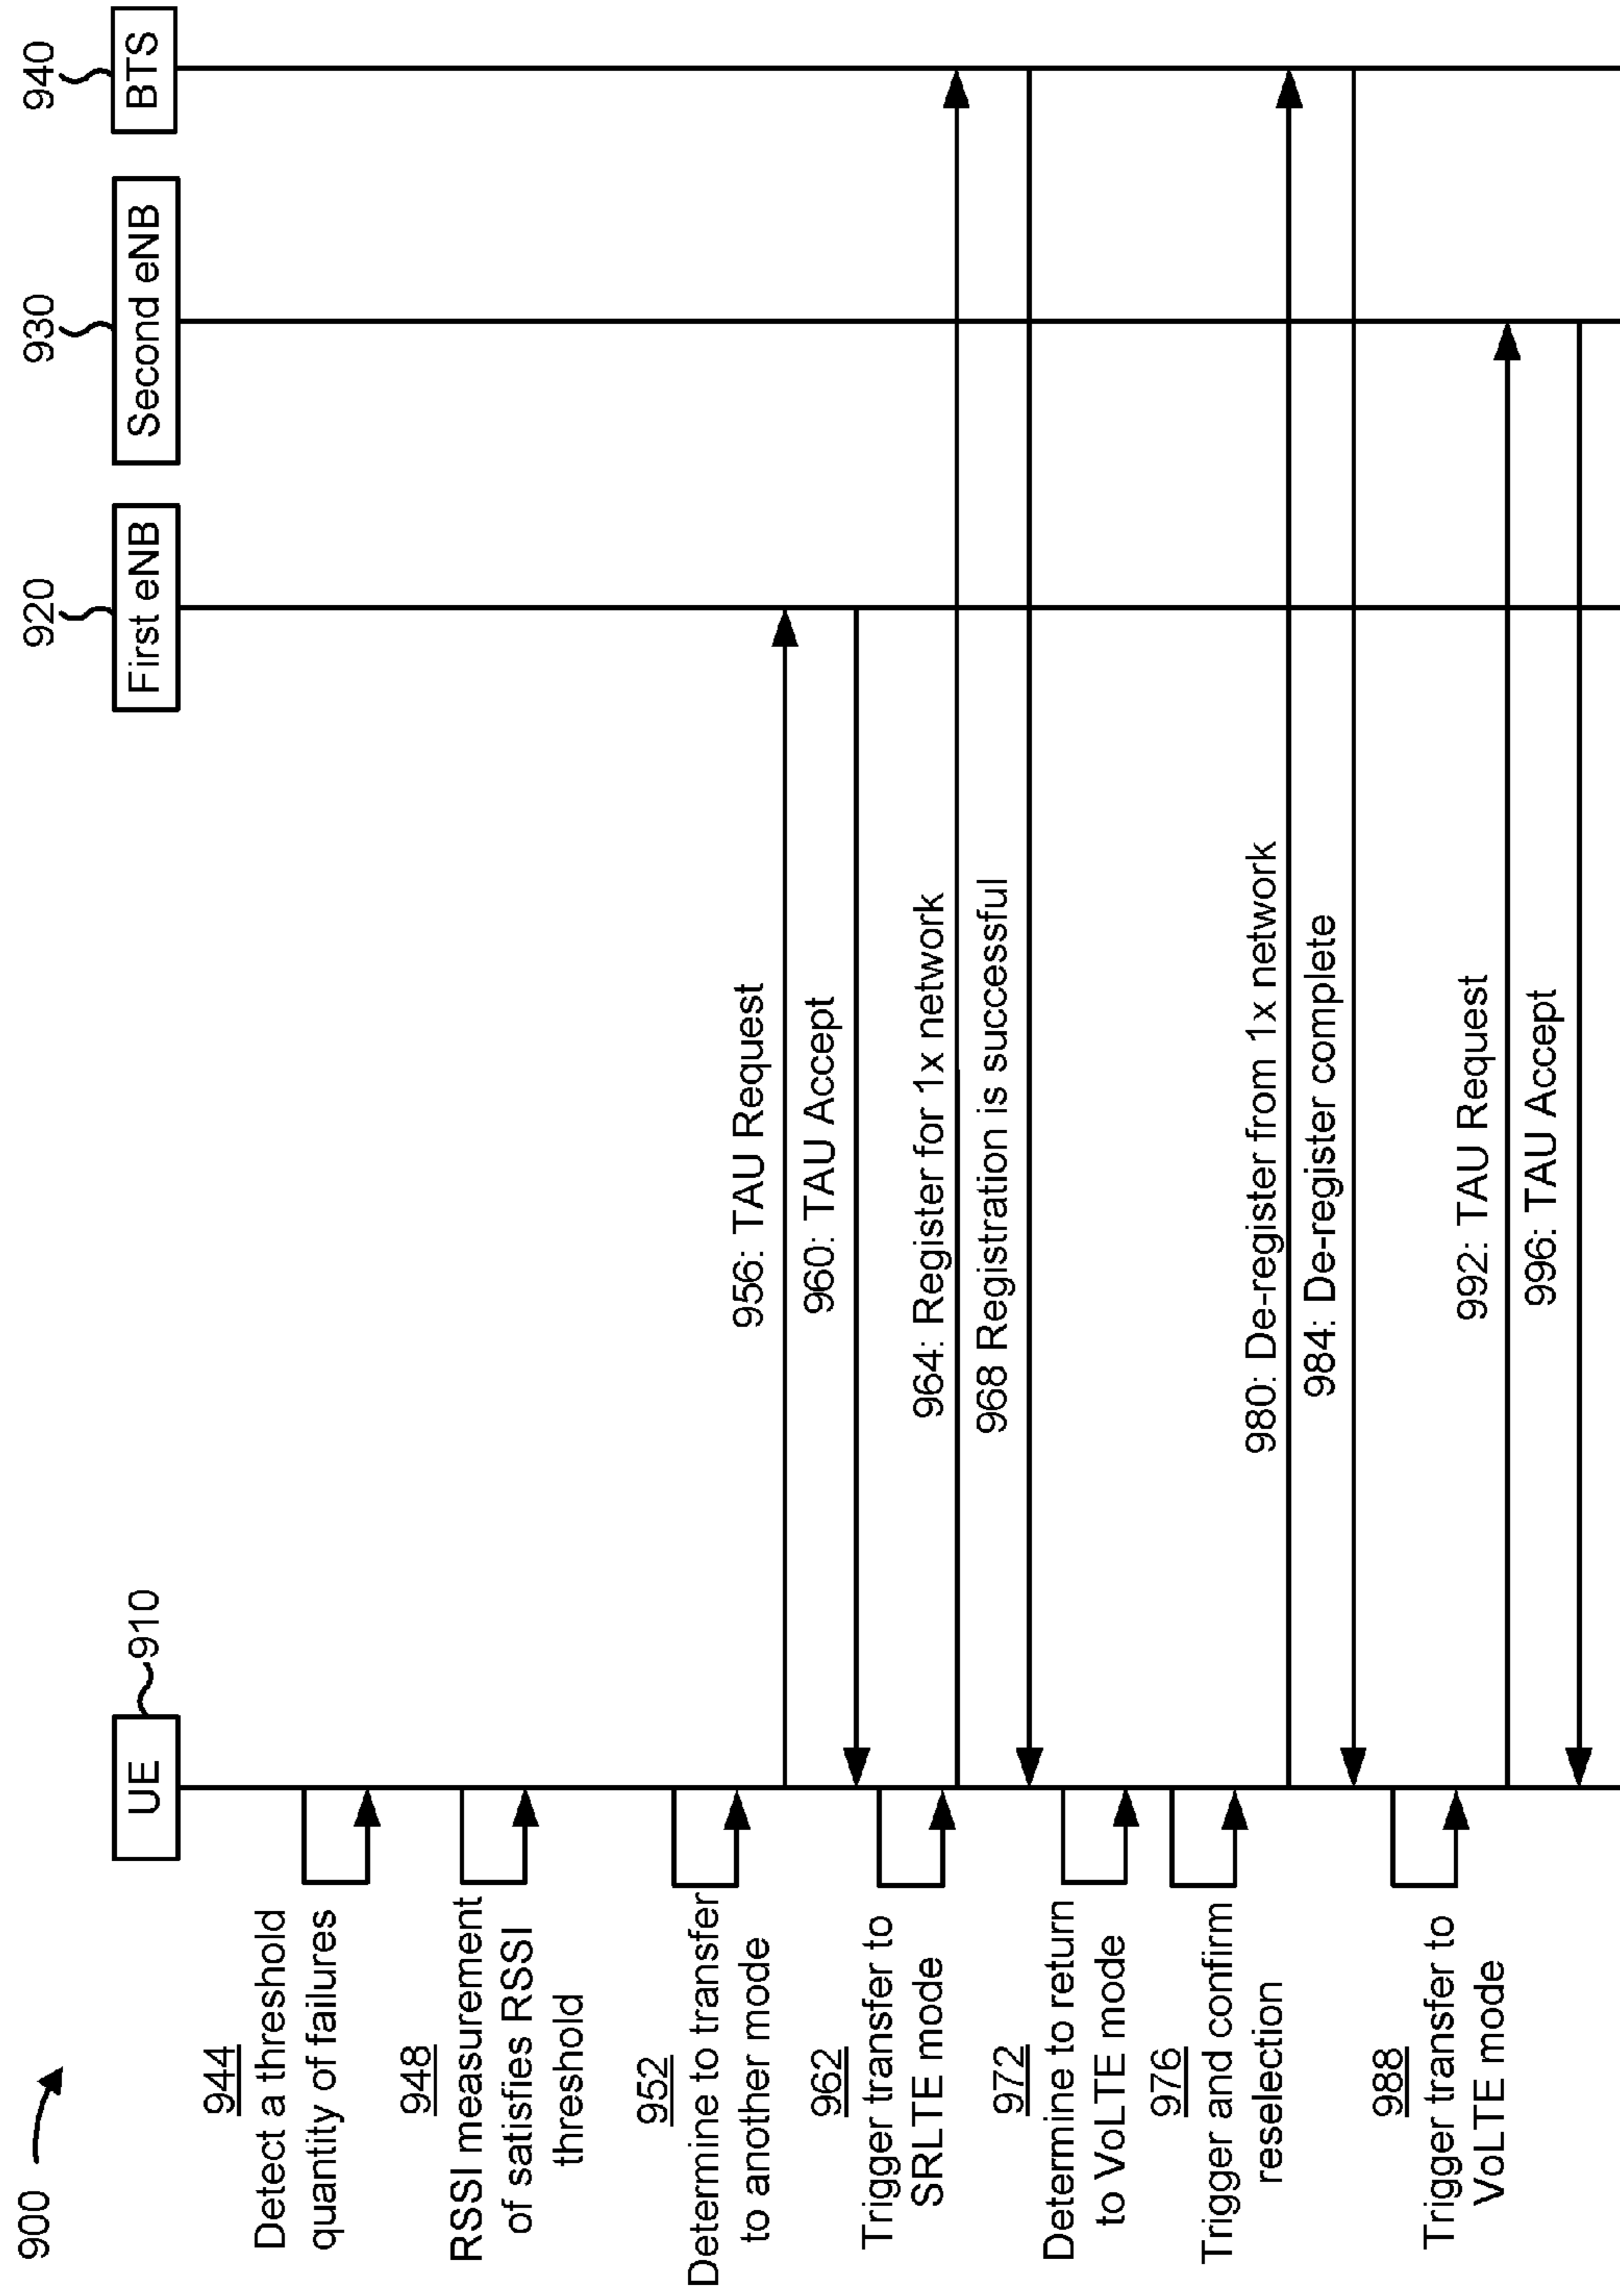 900
UE
910
First eNB
920
Second eNB
930
BTS
940
944
Detect a threshold
quantity of failures
948
RSSI measurement
of satisfies RSSI
threshold
952
Determine to transfer
to another mode
956: TAU Request
960: TAU Accept
962
Trigger transfer to
SRLTE mode
964: Register for 1x network
968 Registration is successful
972
Determine to return
to VoLTE mode
976
Trigger and confirm
reselection
980: De-register from 1x network
984: De-register complete
988
Trigger transfer to
VoLTE mode
992: TAU Request
996: TAU Accept